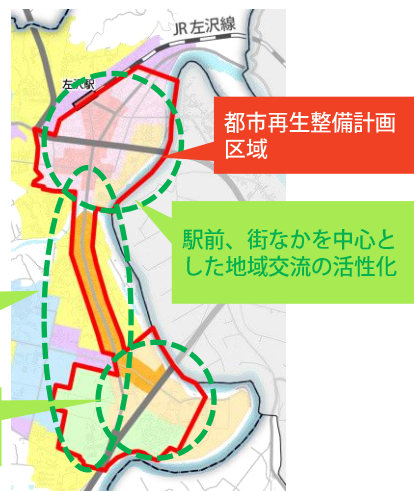 JR左沢線
左沢駅
都市再生整備計画
区域
駅前、街なかを中心と
した地域交流の活性化